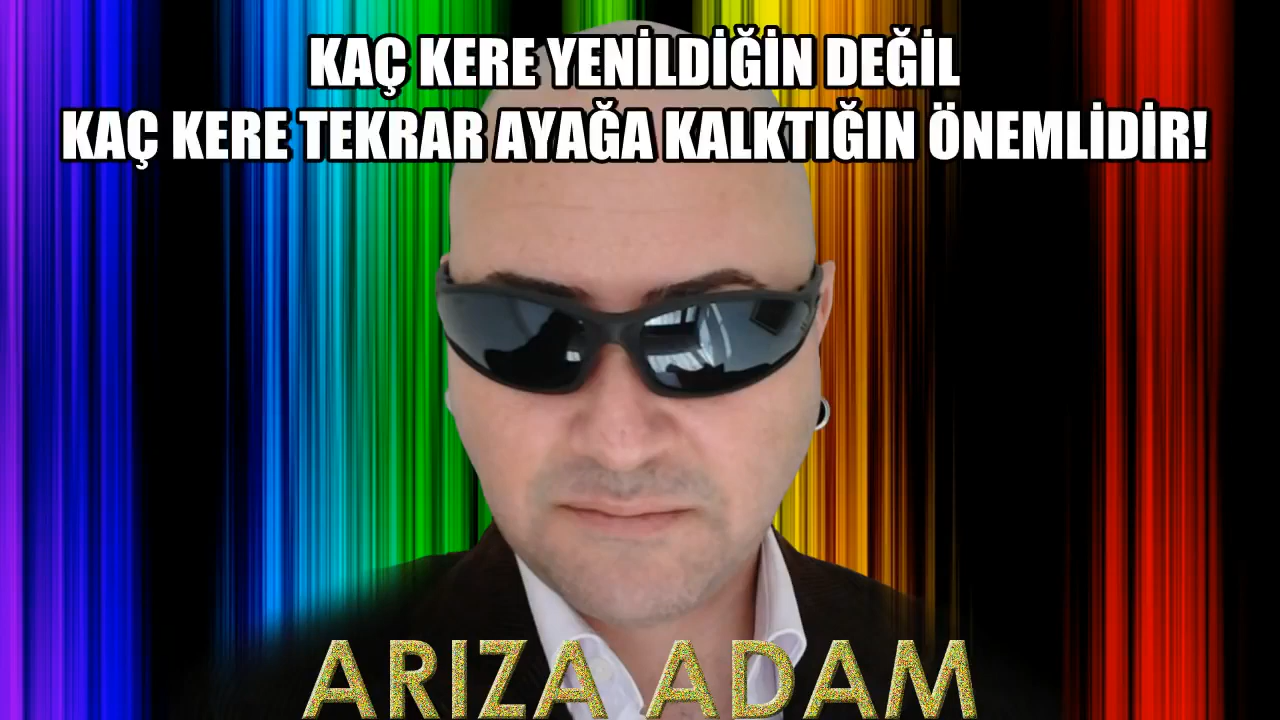 KAÇ KERE YENİLDİĞİN DEĞİL
KAÇ KERE TEKRAR AYAĞA KALKTIĞIN ÖNEMLİDİR!
ARIZA ADAM